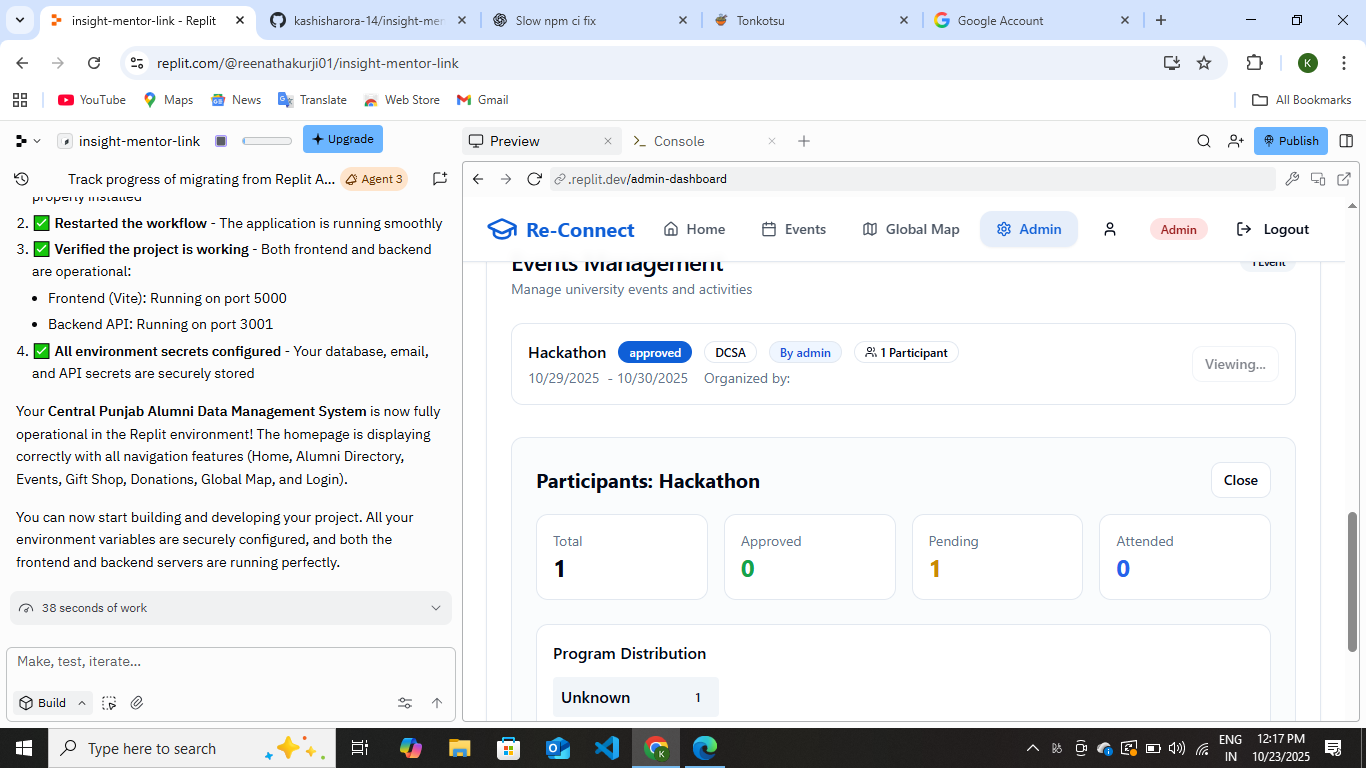 insight-mentor-link - Replit
kashisharora-14/insight-mer
Slow npm ci fix
Tonkotsu
Google Account
replit.com/@reenathakurji01/insight-mentor-link
K
YouTube
Maps
News
Translate
Web Store
Gmail
All Bookmarks
insight-mentor-link
Upgrade
Preview
Console
Publish
Track progress of migrating from Replit A...
Agent 3
properly installed
2. ✅ Restarted the workflow - The application is running smoothly
3. ✅ Verified the project is working - Both frontend and backend
are operational:
• Frontend (Vite): Running on port 5000
• Backend API: Running on port 3001
4. ✅ All environment secrets configured - Your database, email,
and API secrets are securely stored
Your Central Punjab Alumni Data Management System is now fully
operational in the Replit environment! The homepage is displaying
correctly with all navigation features (Home, Alumni Directory,
Events, Gift Shop, Donations, Global Map, and Login).
You can now start building and developing your project. All your
environment variables are securely configured, and both the
frontend and backend servers are running perfectly.
38 seconds of work
Make, test, iterate...
Build
.replit.dev/admin-dashboard
Re-Connect
Home
Events
Global Map
Admin
Admin
Logout
Events Management
1 Event
Manage university events and activities
Hackathon
approved
DCSA
By admin
1 Participant
10/29/2025 - 10/30/2025
Organized by:
Viewing...
Participants: Hackathon
Close
Total
1
Approved
0
Pending
1
Attended
0
Program Distribution
Unknown
1
Type here to search
K
ENG
IN
12:17 PM
10/23/2025